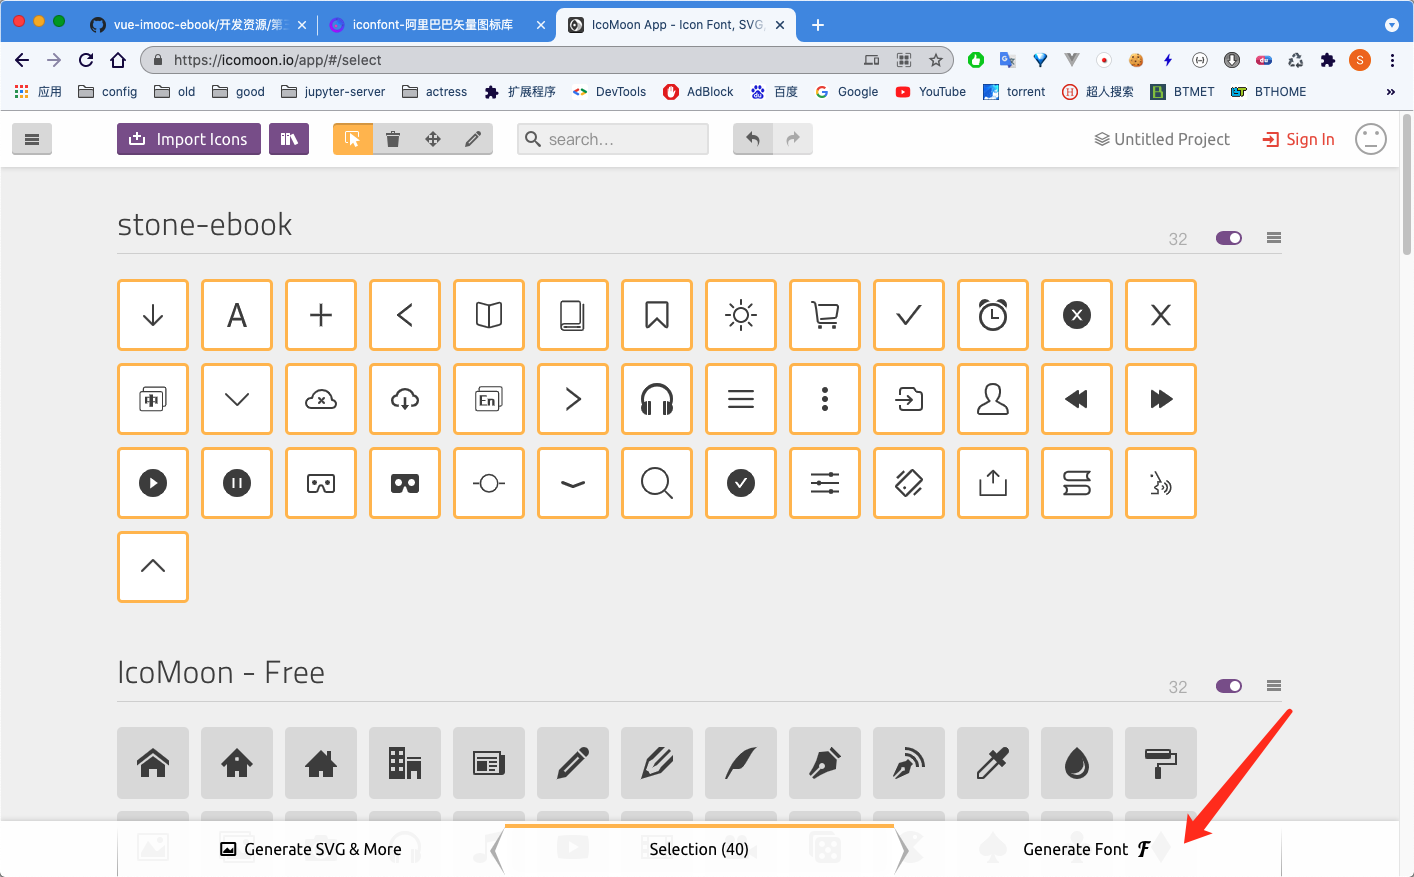 vue-imooc-ebook/开发资源/第三
iconfont-阿里巴巴矢量图标库
IcoMoon App - Icon Font, SVG,
https://icomoon.io/app/#/select
S
应用
config
old
good
jupyter-server
actress
扩展程序
DevTools
AdBlock
百度
Google
YouTube
torrent
超人搜索
BTMET
BTHOME
»
Import Icons
search...
Untitled Project
Sign In
stone-ebook
32
A
中
En
IcoMoon - Free
32
Generate SVG & More
Selection (40)
Generate Font